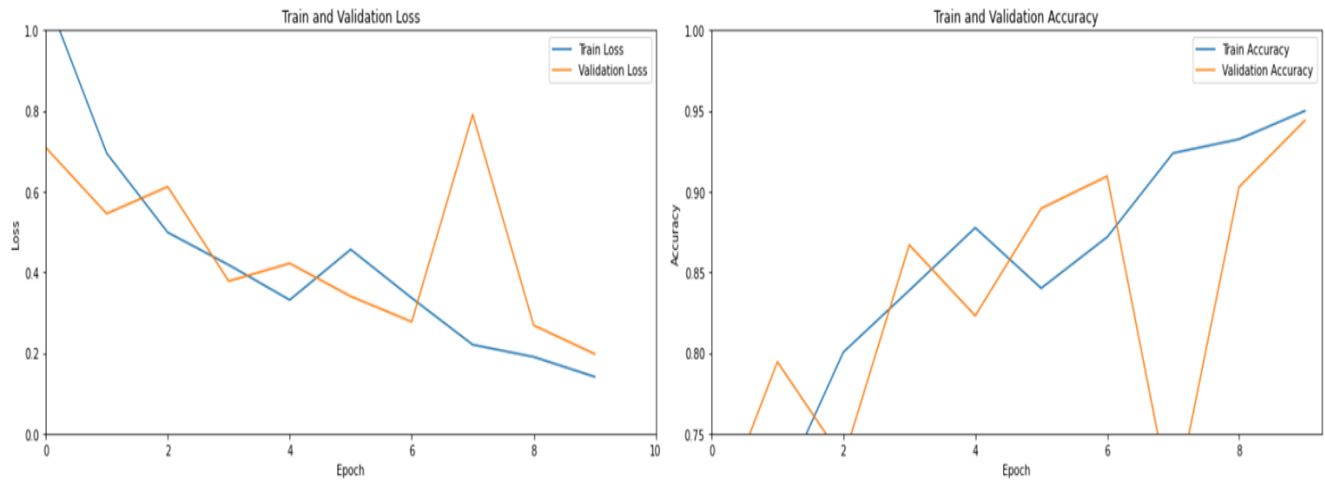 Train and Validation Loss
1.0
0.8
0.6
0.4
0.2
0.0
Loss
Train Loss
Validation Loss
0
2
4
6
8
10
Epoch
Train and Validation Accuracy
1.00
0.95
0.90
0.85
0.80
0.75
Accuracy
Train Accuracy
Validation Accuracy
0
2
4
6
8
Epoch